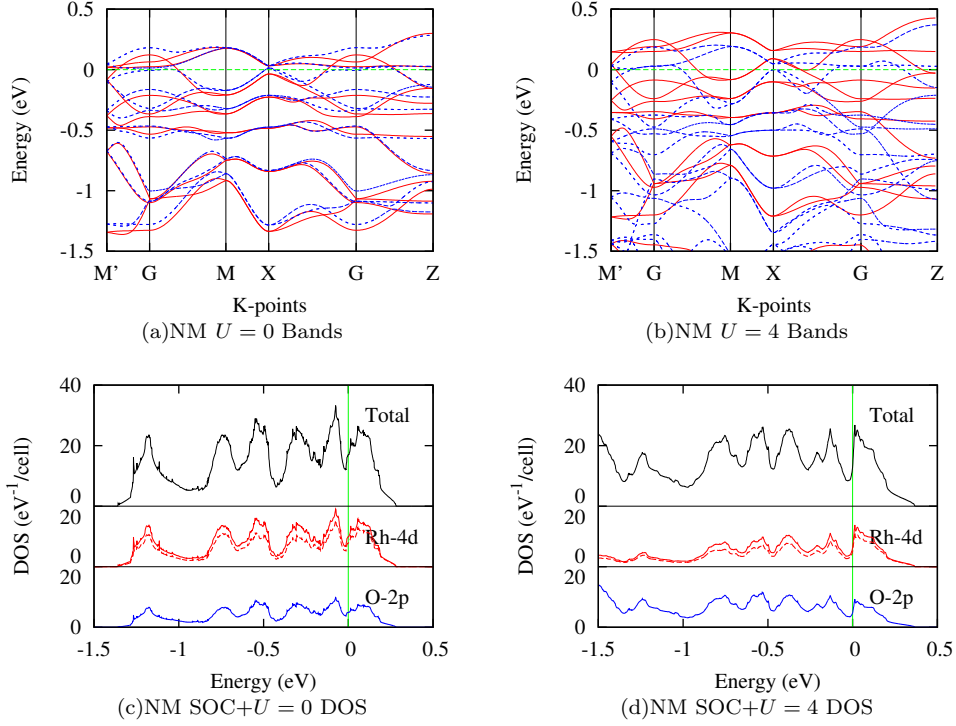 0.5
0
-0.5
-1
-1.5
Energy (eV)
M' G M X G Z
K-points
(a)NM U = 0 Bands
0.5
0
-0.5
-1
-1.5
Energy (eV)
M' G M X G Z
K-points
(b)NM U = 4 Bands
40
20
0
20
0
20
0
DOS (eV⁻¹/cell)
Total
Rh-4d
O-2p
-1.5 -1 -0.5 0 0.5
Energy (eV)
(c)NM SOC+U = 0 DOS
40
20
0
20
0
20
0
DOS (eV⁻¹/cell)
Total
Rh-4d
O-2p
-1.5 -1 -0.5 0 0.5
Energy (eV)
(d)NM SOC+U = 4 DOS